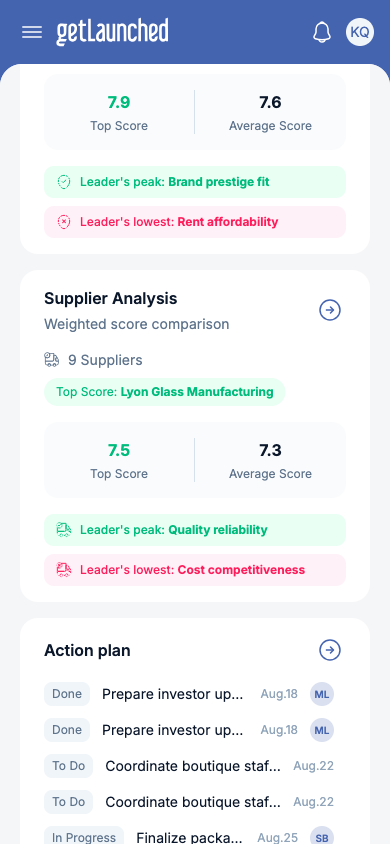 getLaunched
KQ
7.9
Top Score
7.6
Average Score
Leader's peak: Brand prestige fit
Leader's lowest: Rent affordability
Supplier Analysis
Weighted score comparison
9 Suppliers
Top Score: Lyon Glass Manufacturing
7.5
Top Score
7.3
Average Score
Leader's peak: Quality reliability
Leader's lowest: Cost competitiveness
Action plan
Done Prepare investor up... Aug.18 ML
Done Prepare investor up... Aug.18 ML
To Do Coordinate boutique staf... Aug.22
To Do Coordinate boutique staf... Aug.22
In Progress Finalize packa... Aug.25 SB